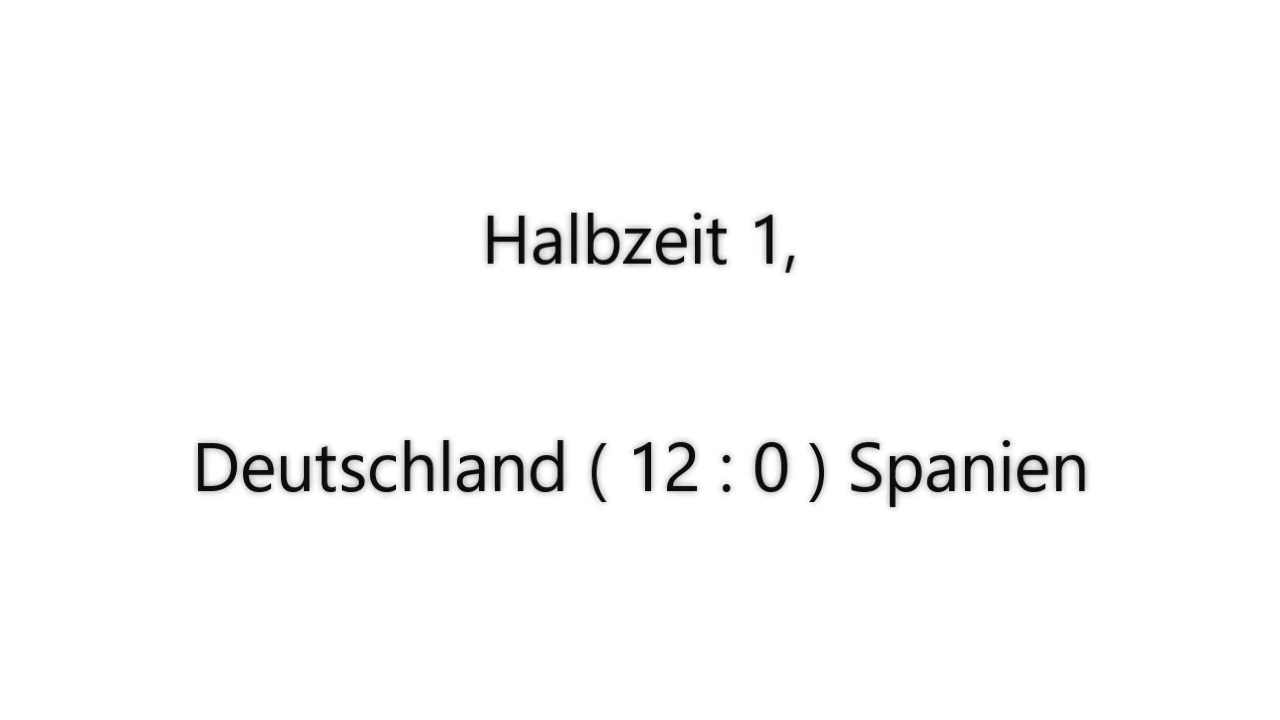 Halbzeit 1,
Deutschland ( 12 : 0 ) Spanien